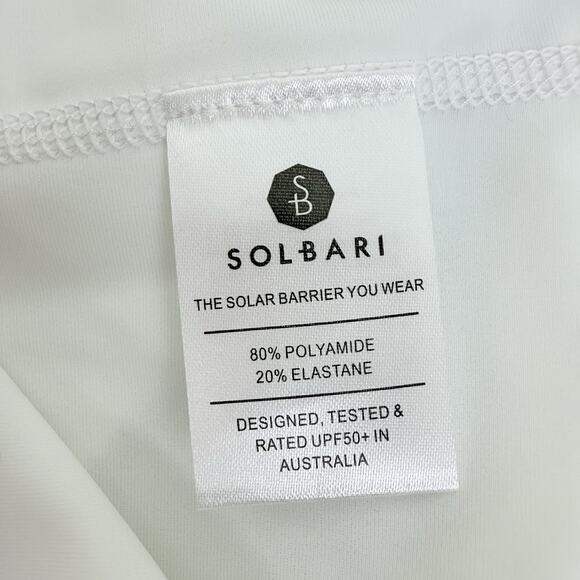 SB
SOLBARI
THE SOLAR BARRIER YOU WEAR
80% POLYAMIDE
20% ELASTANE
DESIGNED, TESTED &
RATED UPF50+ IN
AUSTRALIA